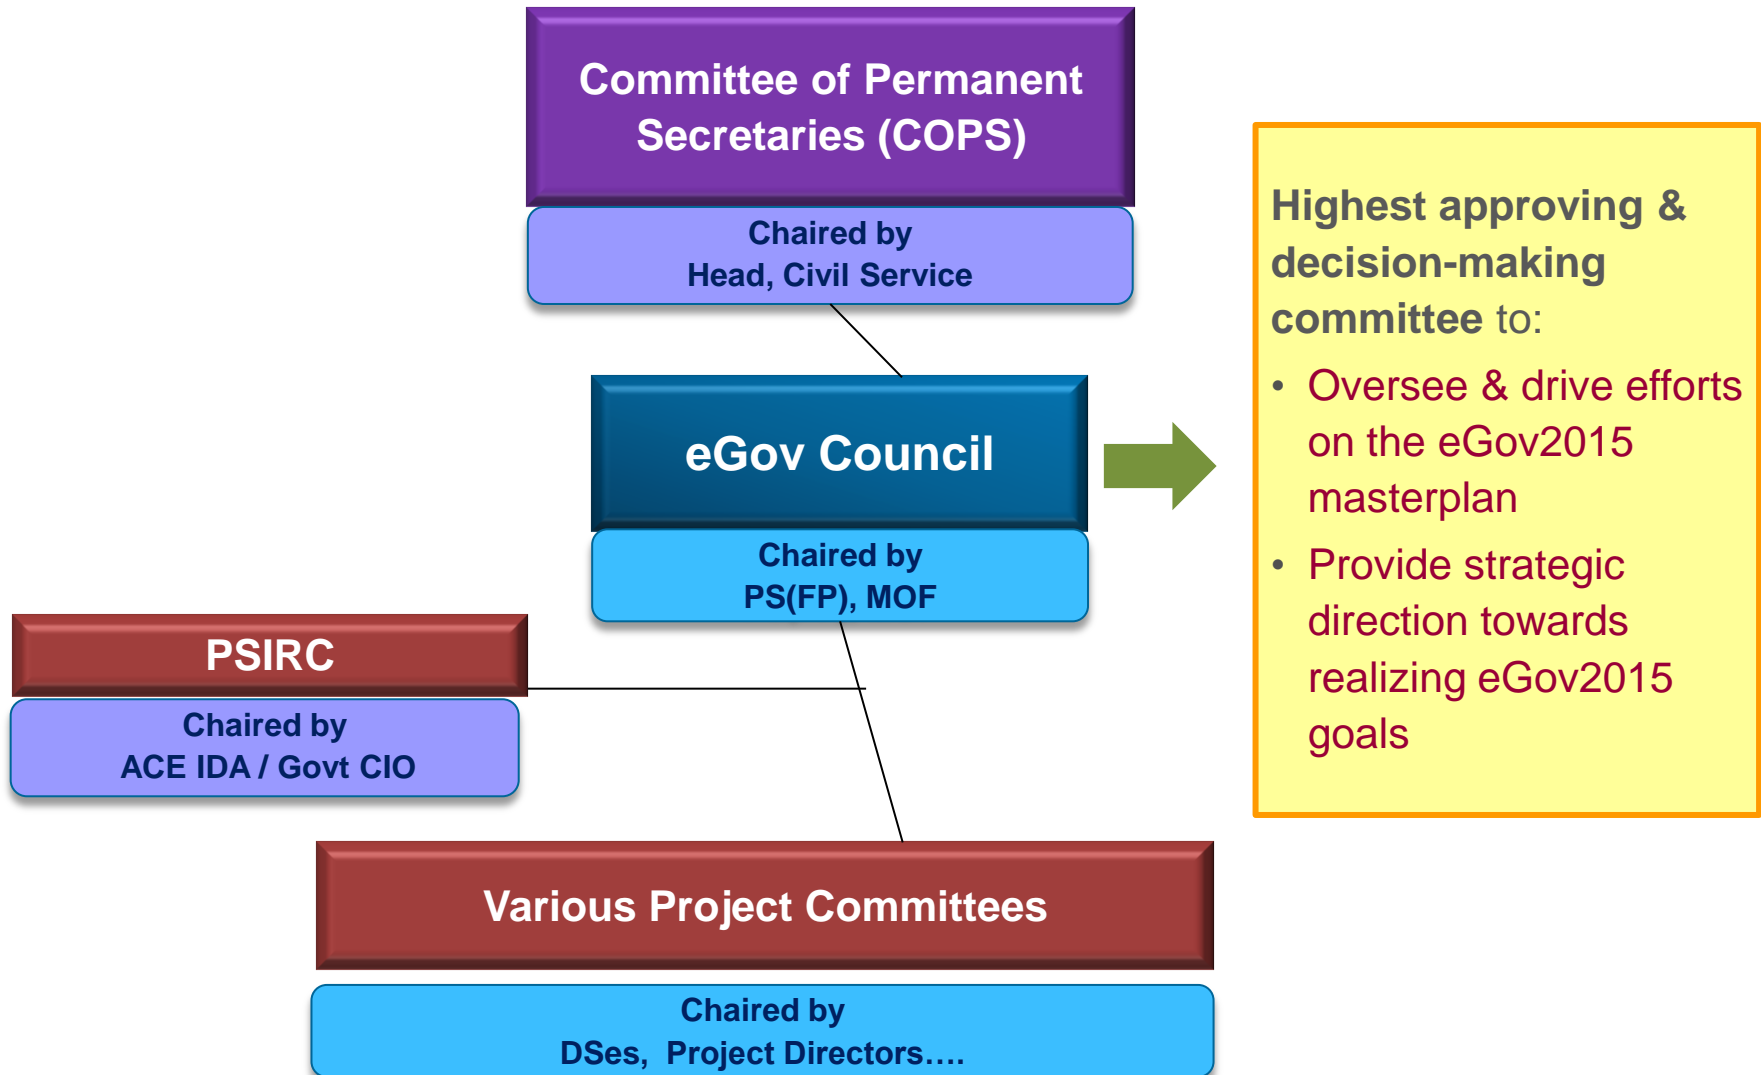 Committee of Permanent
Secretaries (COPS)
Chaired by
Head, Civil Service
eGov Council
Chaired by
PS(FP), MOF
Highest approving &
decision-making
committee to:
• Oversee & drive efforts
on the eGov2015
masterplan
• Provide strategic
direction towards
realizing eGov2015
goals
PSIRC
Chaired by
ACE IDA / Govt CIO
Various Project Committees
Chaired by
DSes, Project Directors....